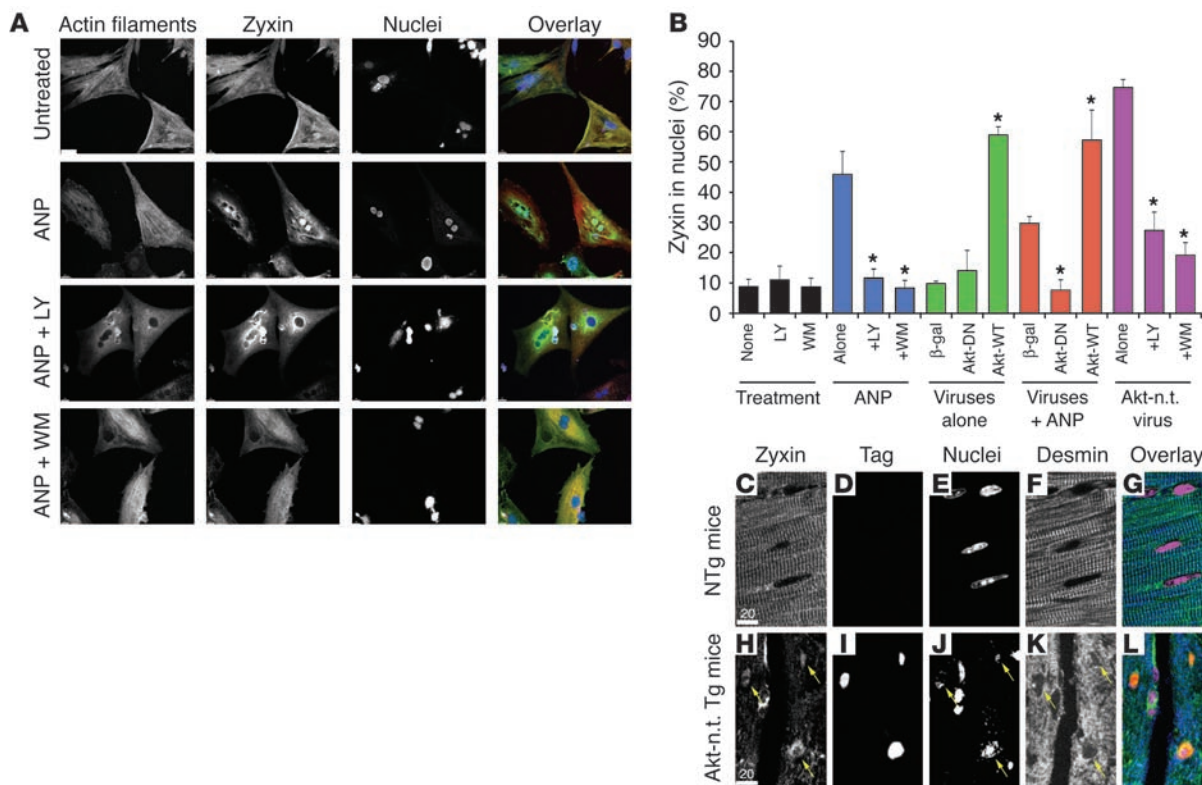 A
Actin filaments Zyxin Nuclei Overlay
Untreated
ANP
ANP + LY
ANP + WM
B
Zyxin in nuclei (%)
90
80
70
60
50
40
30
20
10
0
* * * * * * *
None LY WM Alone +LY +WM β-gal Akt-DN Akt-WT β-gal Akt-DN Akt-WT Alone +LY +WM
Treatment ANP Viruses Viruses Akt-n.t.
alone + ANP virus
Zyxin Tag Nuclei Desmin Overlay
C D E F G
NTg mice
20
H I J K L
Akt-n.t. Tg mice
20